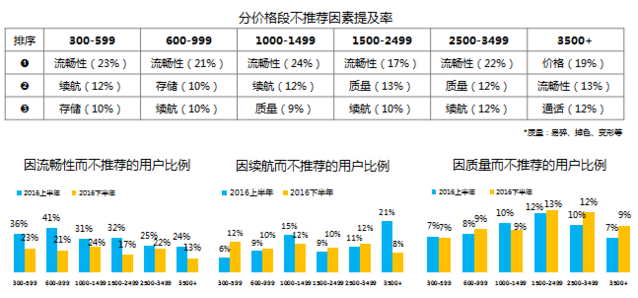 分价格段不推荐因素提及率
排序 300-599 600-999 1000-1499 1500-2499 2500-3499 3500+
❶ 流畅性（23%） 流畅性（21%） 流畅性（24%） 流畅性（17%） 流畅性（22%） 价格（19%）
❷ 续航（12%） 存储（10%） 续航（12%） 质量（13%） 质量（12%） 流畅性（13%）
❸ 存储（10%） 续航（10%） 质量（9%） 续航（10%） 续航（12%） 通话（12%）
*质量：易碎、掉色、变形等
因流畅性而不推荐的用户比例
2016上半年 2016下半年
36% 23% 41% 21% 31% 24% 32% 17% 25% 22% 24% 13%
300-599 600-999 1000-1499 1500-2499 2500-3499 3500+
因续航而不推荐的用户比例
2016上半年 2016下半年
6% 12% 9% 10% 15% 12% 9% 10% 11% 12% 21% 8%
300-599 600-999 1000-1499 1500-2499 2500-3499 3500+
因质量而不推荐的用户比例
2016上半年 2016下半年
7% 7% 8% 9% 10% 9% 12% 13% 10% 12% 7% 9%
300-599 600-999 1000-1499 1500-2499 2500-3499 3500+